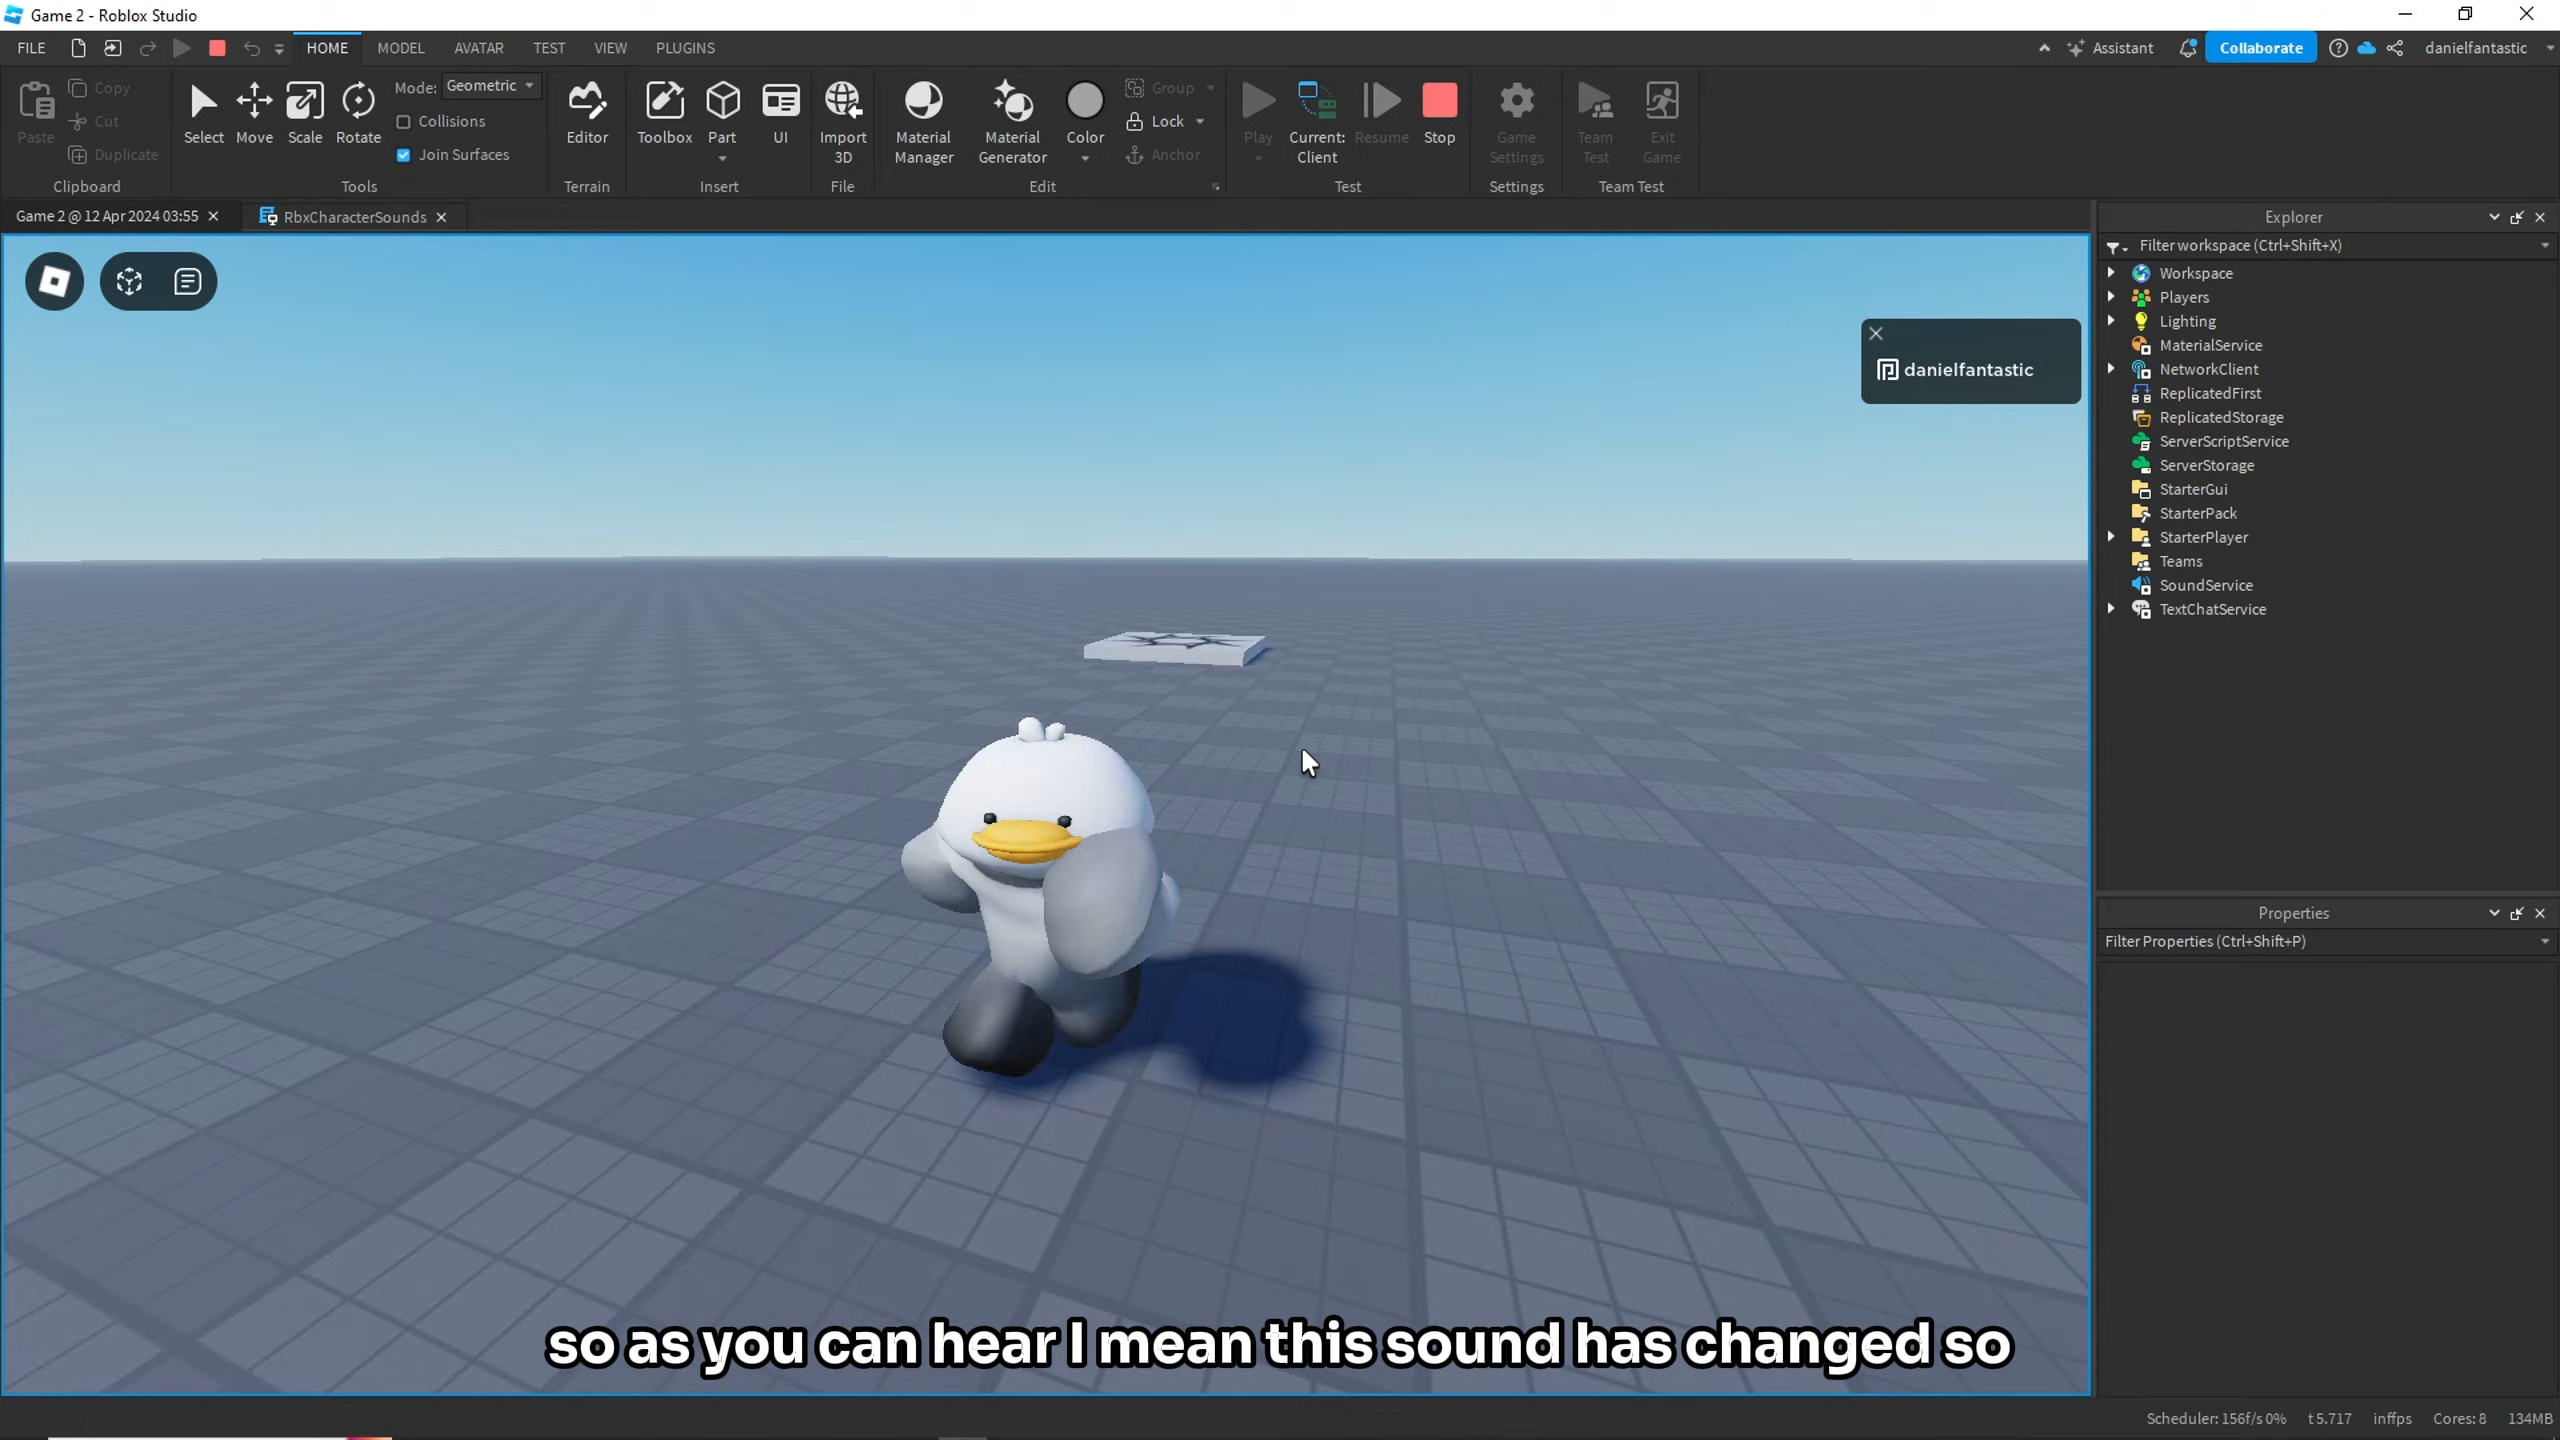 Game 2 - Roblox Studio
FILE
HOME
MODEL
AVATAR
TEST
VIEW
PLUGINS
Assistant
Collaborate
danielfantastic
Paste
Copy
Cut
Duplicate
Clipboard
Select
Move
Scale
Rotate
Mode: Geometric
Collisions
Join Surfaces
Tools
Editor
Terrain
Toolbox
Part
UI
Insert
Import
3D
File
Material
Manager
Material
Generator
Color
Group
Lock
Anchor
Edit
Play
Current:
Client
Resume
Stop
Test
Game
Settings
Settings
Team
Test
Exit
Game
Team Test
Game 2 @ 12 Apr 2024 03:55
RbxCharacterSounds
danielfantastic
Explorer
Filter workspace (Ctrl+Shift+X)
Workspace
Players
Lighting
MaterialService
NetworkClient
ReplicatedFirst
ReplicatedStorage
ServerScriptService
ServerStorage
StarterGui
StarterPack
StarterPlayer
Teams
SoundService
TextChatService
Properties
Filter Properties (Ctrl+Shift+P)
so as you can hear I mean this sound has changed so
Scheduler: 156f/s 0% t 5.717 inffps Cores: 8 134MB